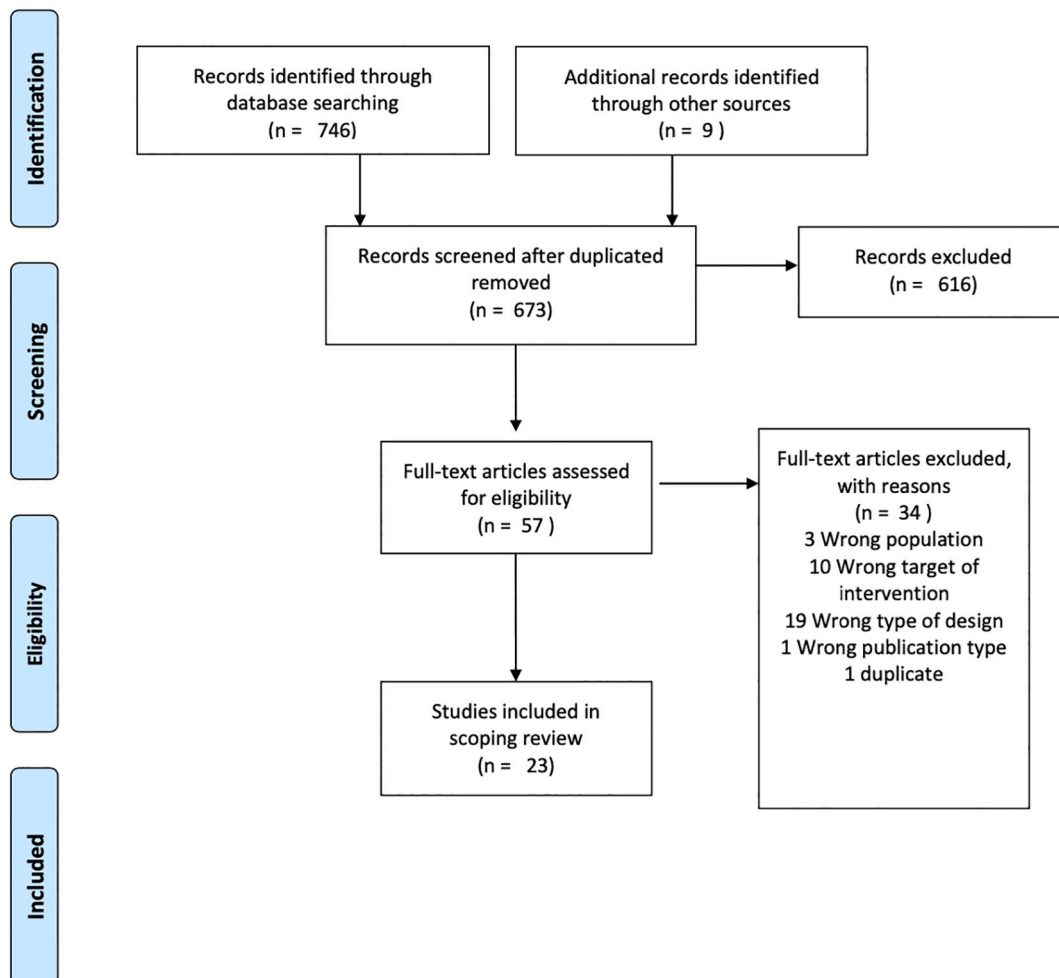 Identification
Records identified through
database searching
(n = 746)
Additional records identified
through other sources
(n = 9 )
Records screened after duplicated
removed
(n = 673)
Records excluded
(n = 616)
Screening
Full-text articles assessed
for eligibility
(n = 57 )
Full-text articles excluded,
with reasons
(n = 34 )
3 Wrong population
10 Wrong target of
intervention
19 Wrong type of design
1 Wrong publication type
1 duplicate
Eligibility
Studies included in
scoping review
(n = 23)
Included